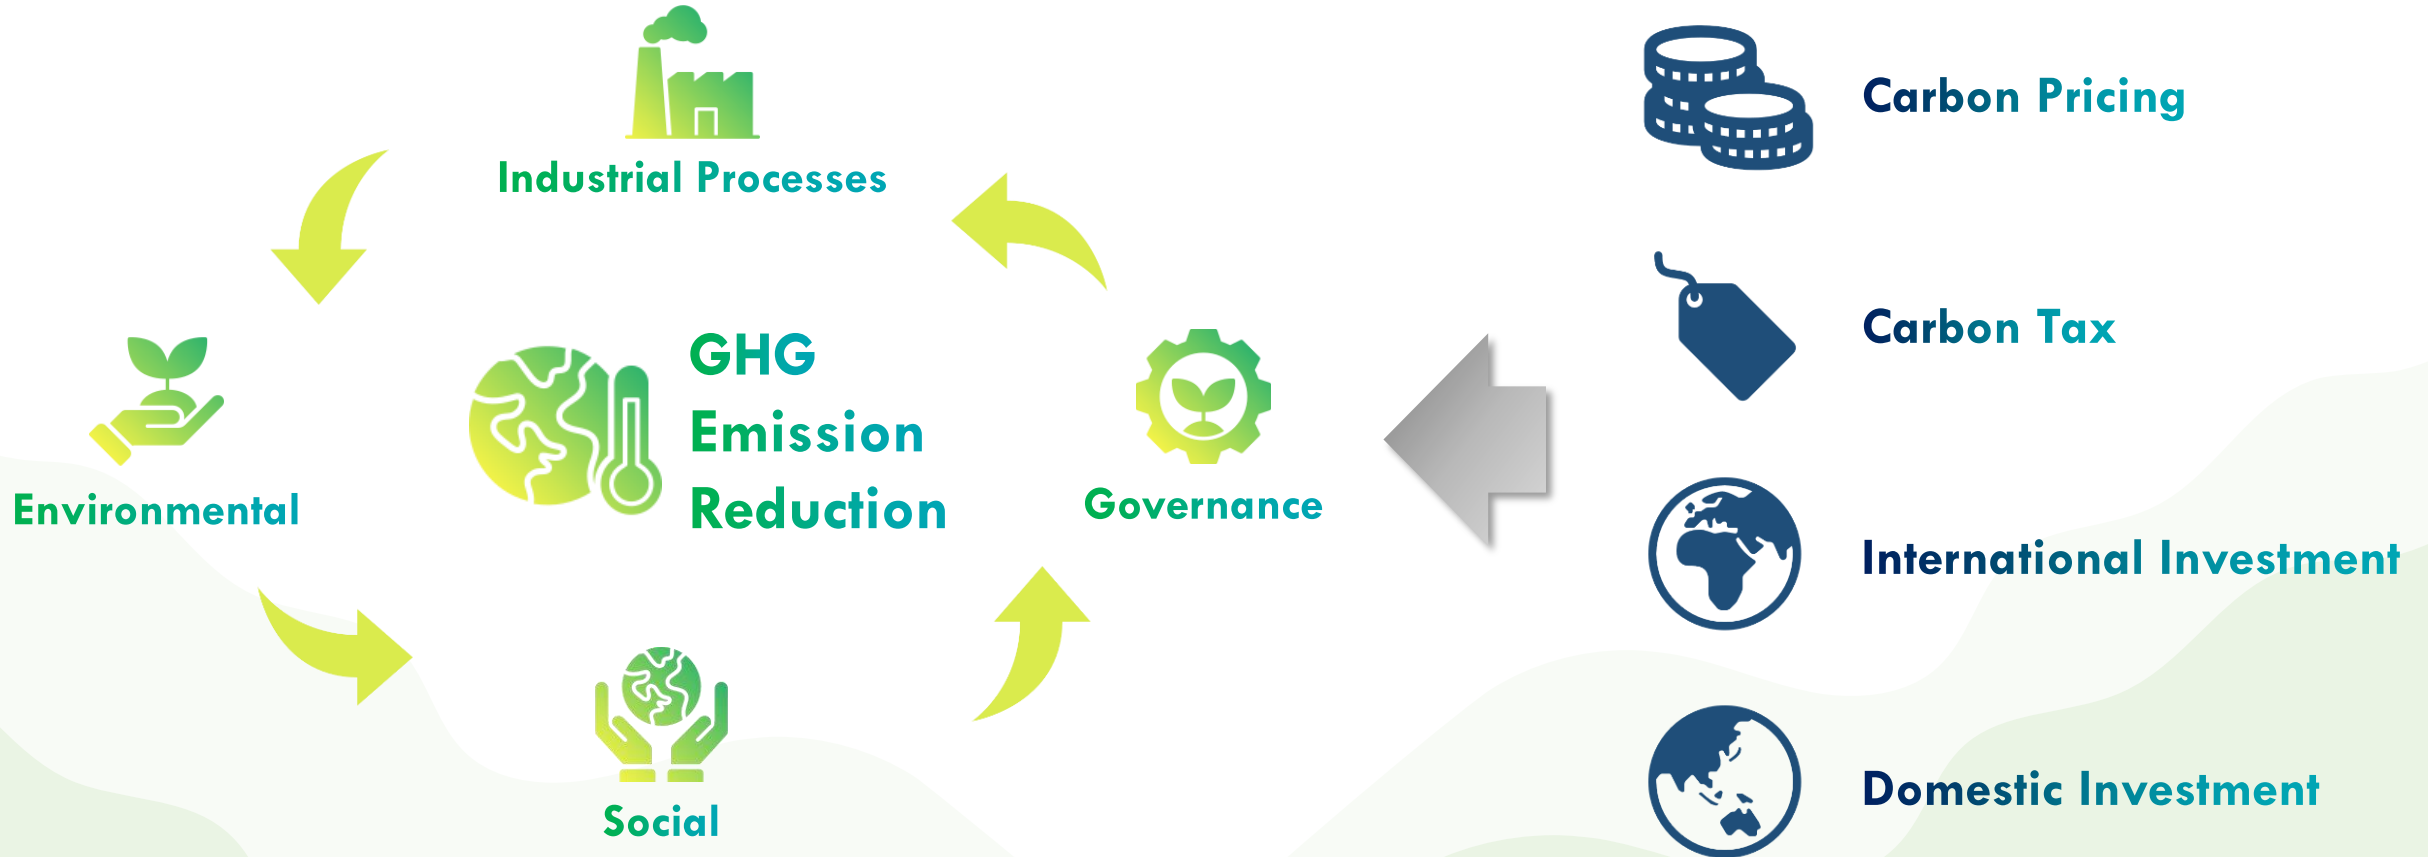 Industrial Processes
Environmental
GHG
Emission
Reduction
Governance
Social
Carbon Pricing
Carbon Tax
International Investment
Domestic Investment